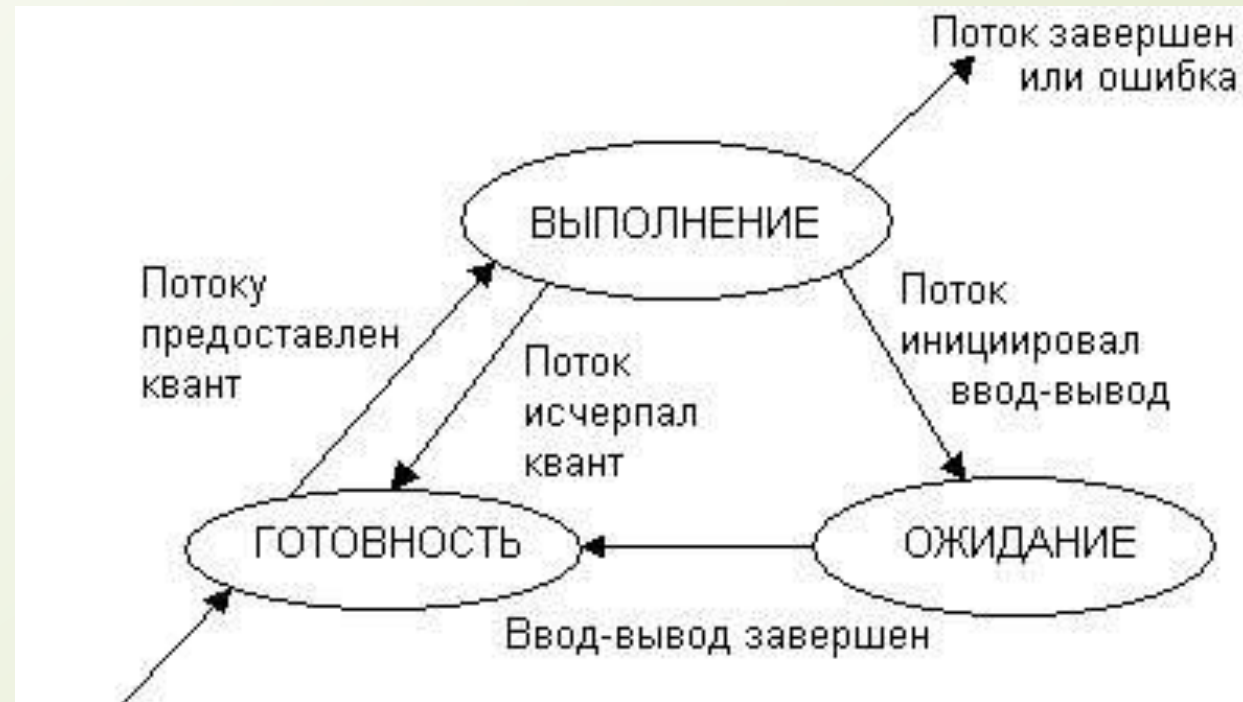 Поток завершен
или ошибка
ВЫПОЛНЕНИЕ
Потоку
предоставлен
квант
Поток
исчерпал
квант
Поток
инициировал
ввод-вывод
ГОТОВНОСТЬ
ОЖИДАНИЕ
Ввод-вывод завершен